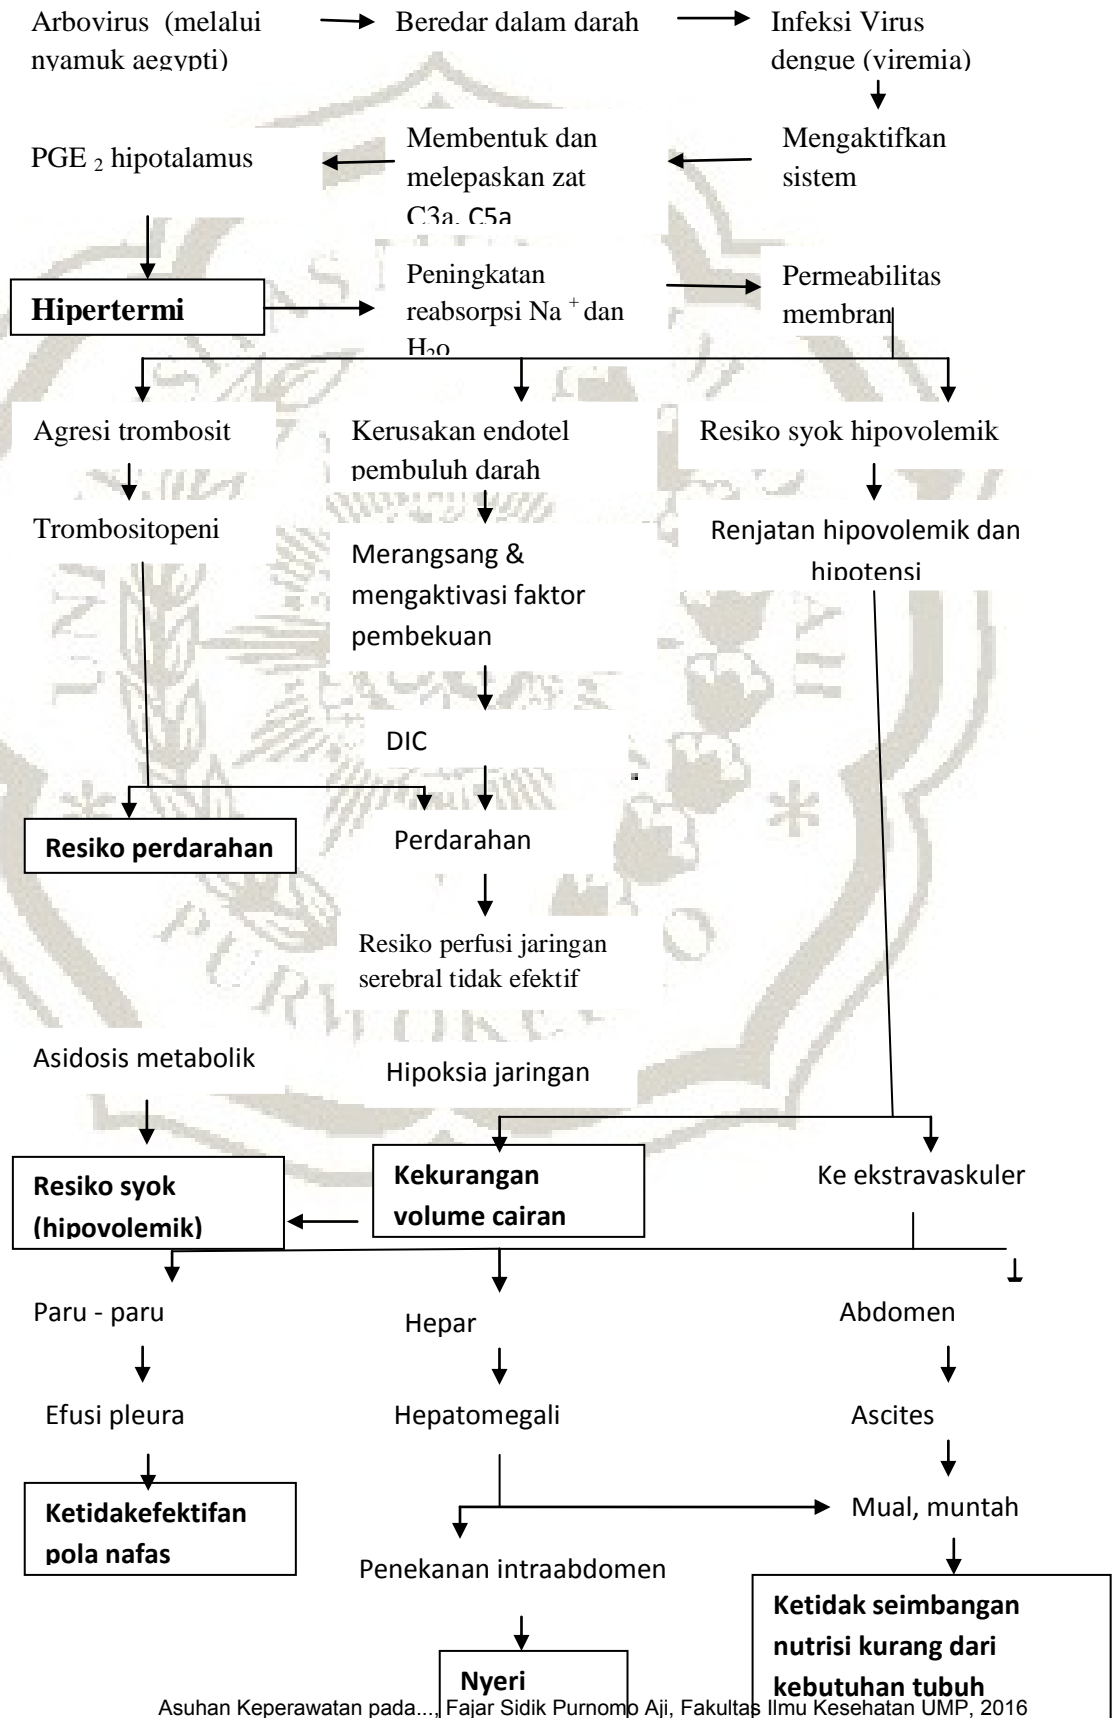 Arbovirus (melalui
nyamuk aegypti)
Beredar dalam darah
Infeksi Virus
dengue (viremia)
PGE 2 hipotalamus
Membentuk dan
melepaskan zat
C3a, C5a
Mengaktifkan
sistem
Hipertermi
Peningkatan
reabsorpsi Na + dan
H2o
Permeabilitas
membran
Agresi trombosit
Kerusakan endotel
pembuluh darah
Resiko syok hipovolemik
Trombositopeni
Merangsang &
mengaktivasi faktor
pembekuan
Renjatan hipovolemik dan
hipotensi
DIC
Resiko perdarahan
Perdarahan
Resiko perfusi jaringan
serebral tidak efektif
Asidosis metabolik
Hipoksia jaringan
Resiko syok
(hipovolemik)
Kekurangan
volume cairan
Ke ekstravaskuler
Paru - paru
Hepar
Abdomen
Efusi pleura
Hepatomegali
Ascites
Ketidakefektifan
pola nafas
Mual, muntah
Penekanan intraabdomen
Ketidak seimbangan
nutrisi kurang dari
kebutuhan tubuh
Nyeri
Asuhan Keperawatan pada..., Fajar Sidik Purnomo Aji, Fakultas Ilmu Kesehatan UMP, 2016
PURWOKERTO